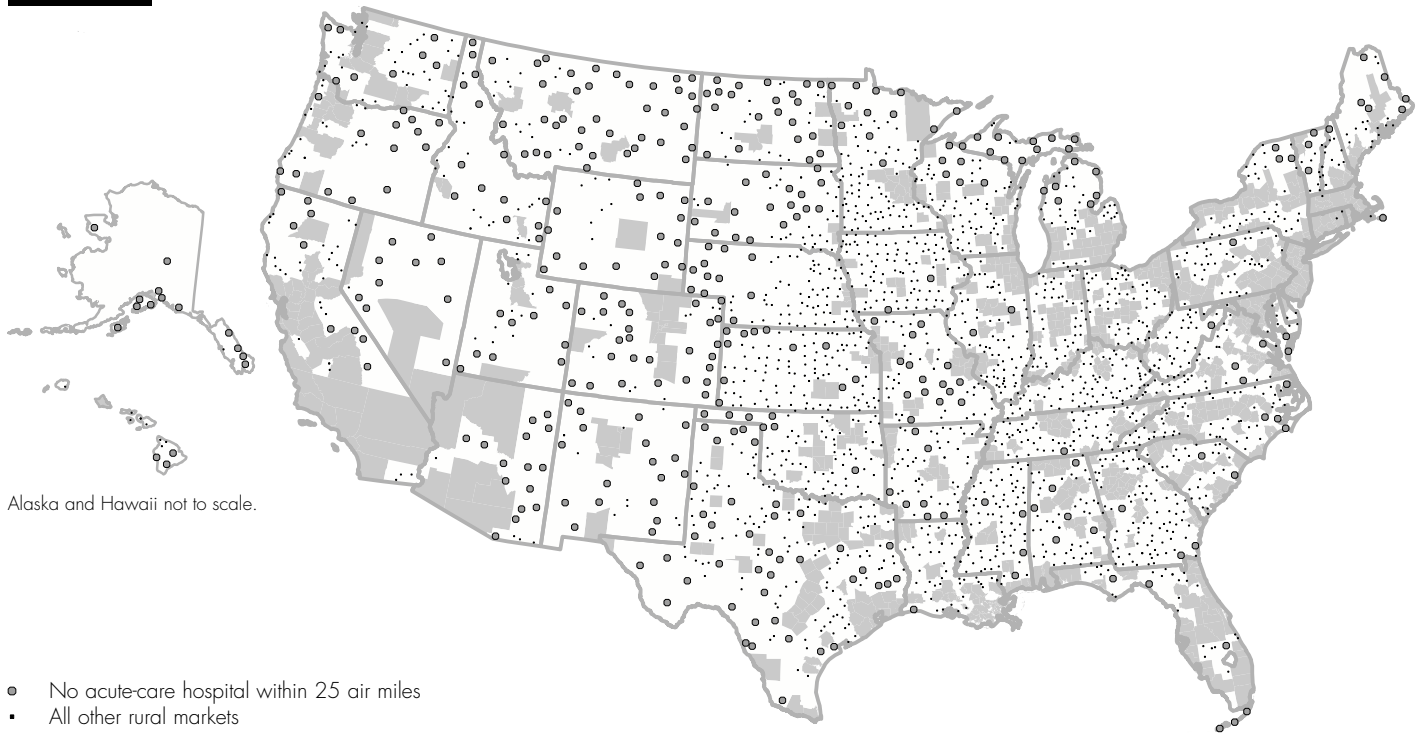 Alaska and Hawaii not to scale.
No acute-care hospital within 25 air miles
All other rural markets